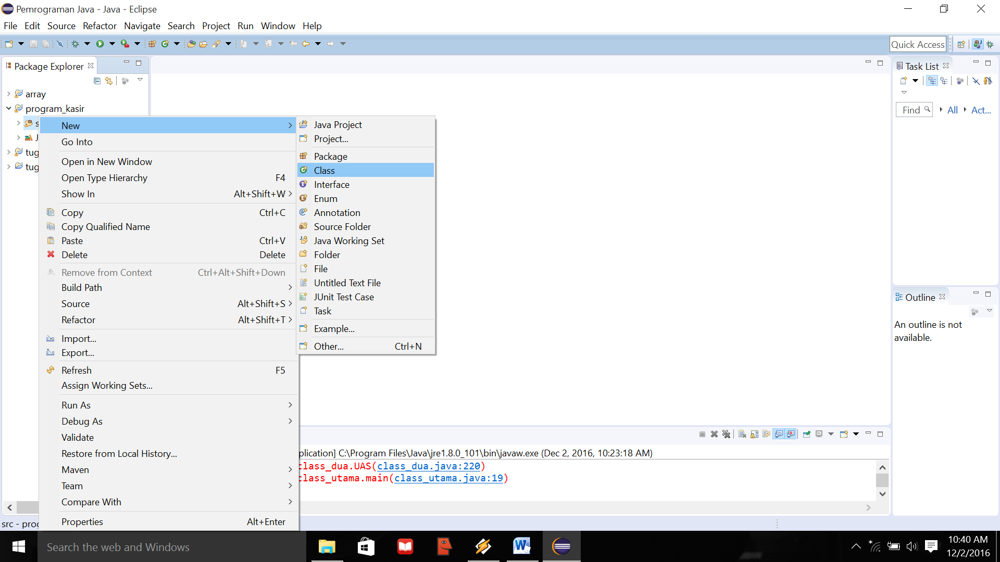 Pemrograman Java - Java - Eclipse
File Edit Source Refactor Navigate Search Project Run Window Help
Quick Access
Package Explorer
array
program_kasir
s
J
tug
tug
New
Go Into
Open in New Window
Open Type Hierarchy F4
Show In Alt+Shift+W
Copy Ctrl+C
Copy Qualified Name
Paste Ctrl+V
Delete Delete
Remove from Context Ctrl+Alt+Shift+Down
Build Path
Source Alt+Shift+S
Refactor Alt+Shift+T
Import...
Export...
Refresh F5
Assign Working Sets...
Run As
Debug As
Validate
Restore from Local History...
Maven
Team
Compare With
Properties Alt+Enter
Java Project
Project...
Package
Class
Interface
Enum
Annotation
Source Folder
Java Working Set
Folder
File
Untitled Text File
JUnit Test Case
Task
Example...
Other... Ctrl+N
Task List
Find All Act...
Outline
An outline is not
available.
plication] C:\Program Files\Java\jre1.8.0_101\bin\javaw.exe (Dec 2, 2016, 10:23:18 AM)
class_dua.UAS(class_dua.java:220)
class_utama.main(class_utama.java:19)
src - prog
Search the web and Windows
10:40 AM
12/2/2016